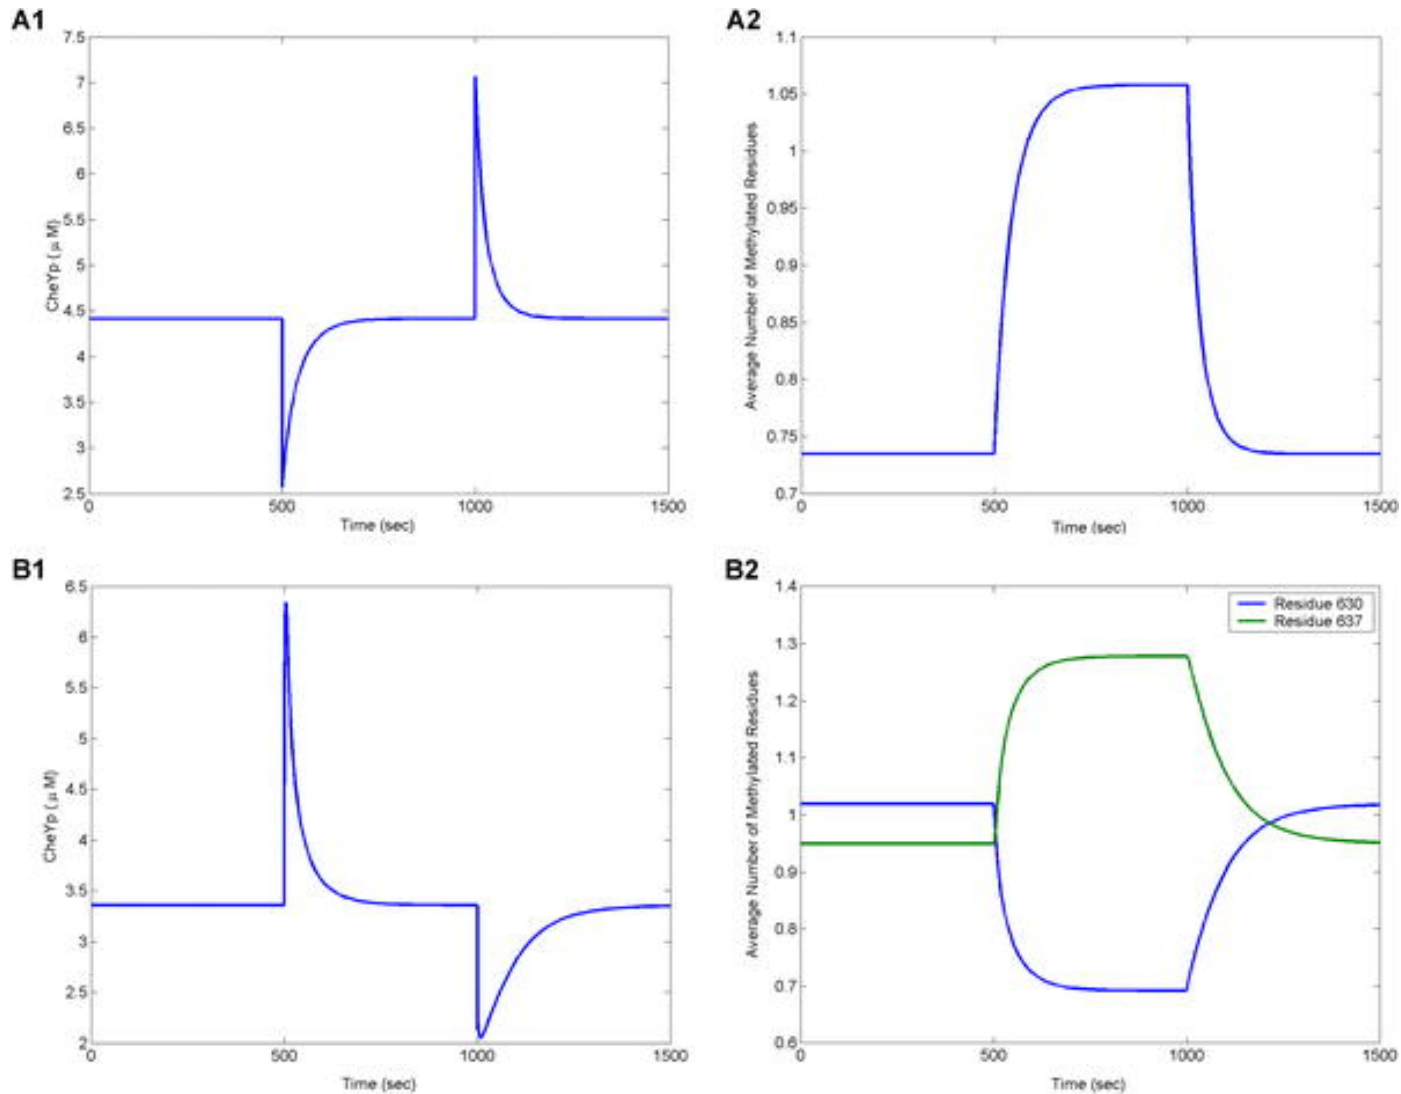 A1
7.5
7
6.5
6
5.5
5
4.5
4
3.5
3
2.5
CheYp (μ M)
0 500 1000 1500
Time (sec)
A2
1.1
1.05
1
0.95
0.9
0.85
0.8
0.75
0.7
Average Number of Methylated Residues
0 500 1000 1500
Time (sec)
B1
6.5
6
5.5
5
4.5
4
3.5
3
2.5
2
CheYp (μ M)
0 500 1000 1500
Time (sec)
B2
1.4
1.3
1.2
1.1
1
0.9
0.8
0.7
0.6
Average Number of Methylated Residues
Residue 630
Residue 637
0 500 1000 1500
Time (sec)